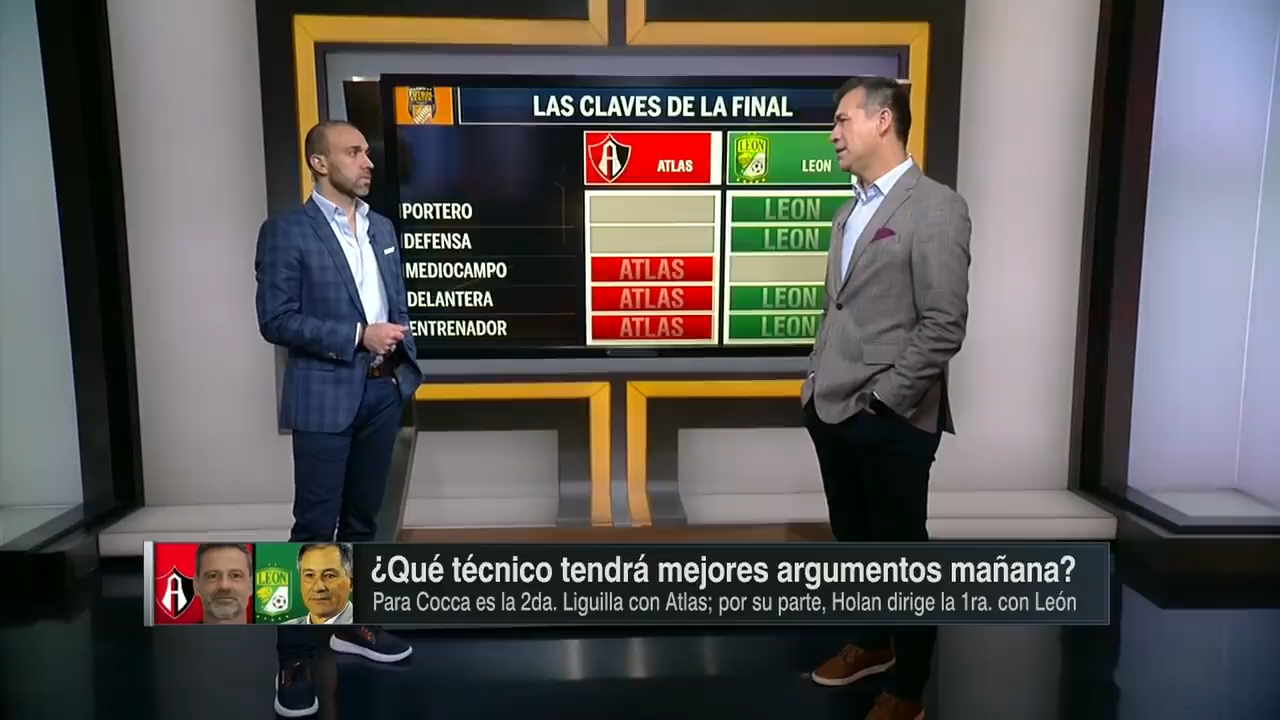 LAS CLAVES DE LA FINAL
ATLAS LEON
PORTERO LEON
DEFENSA LEON
MEDIOCAMPO ATLAS
DELANTERA ATLAS LEON
ENTRENADOR ATLAS LEON
¿Qué técnico tendrá mejores argumentos mañana?
Para Cocca es la 2da. Liguilla con Atlas; por su parte, Holan dirige la 1ra. con León